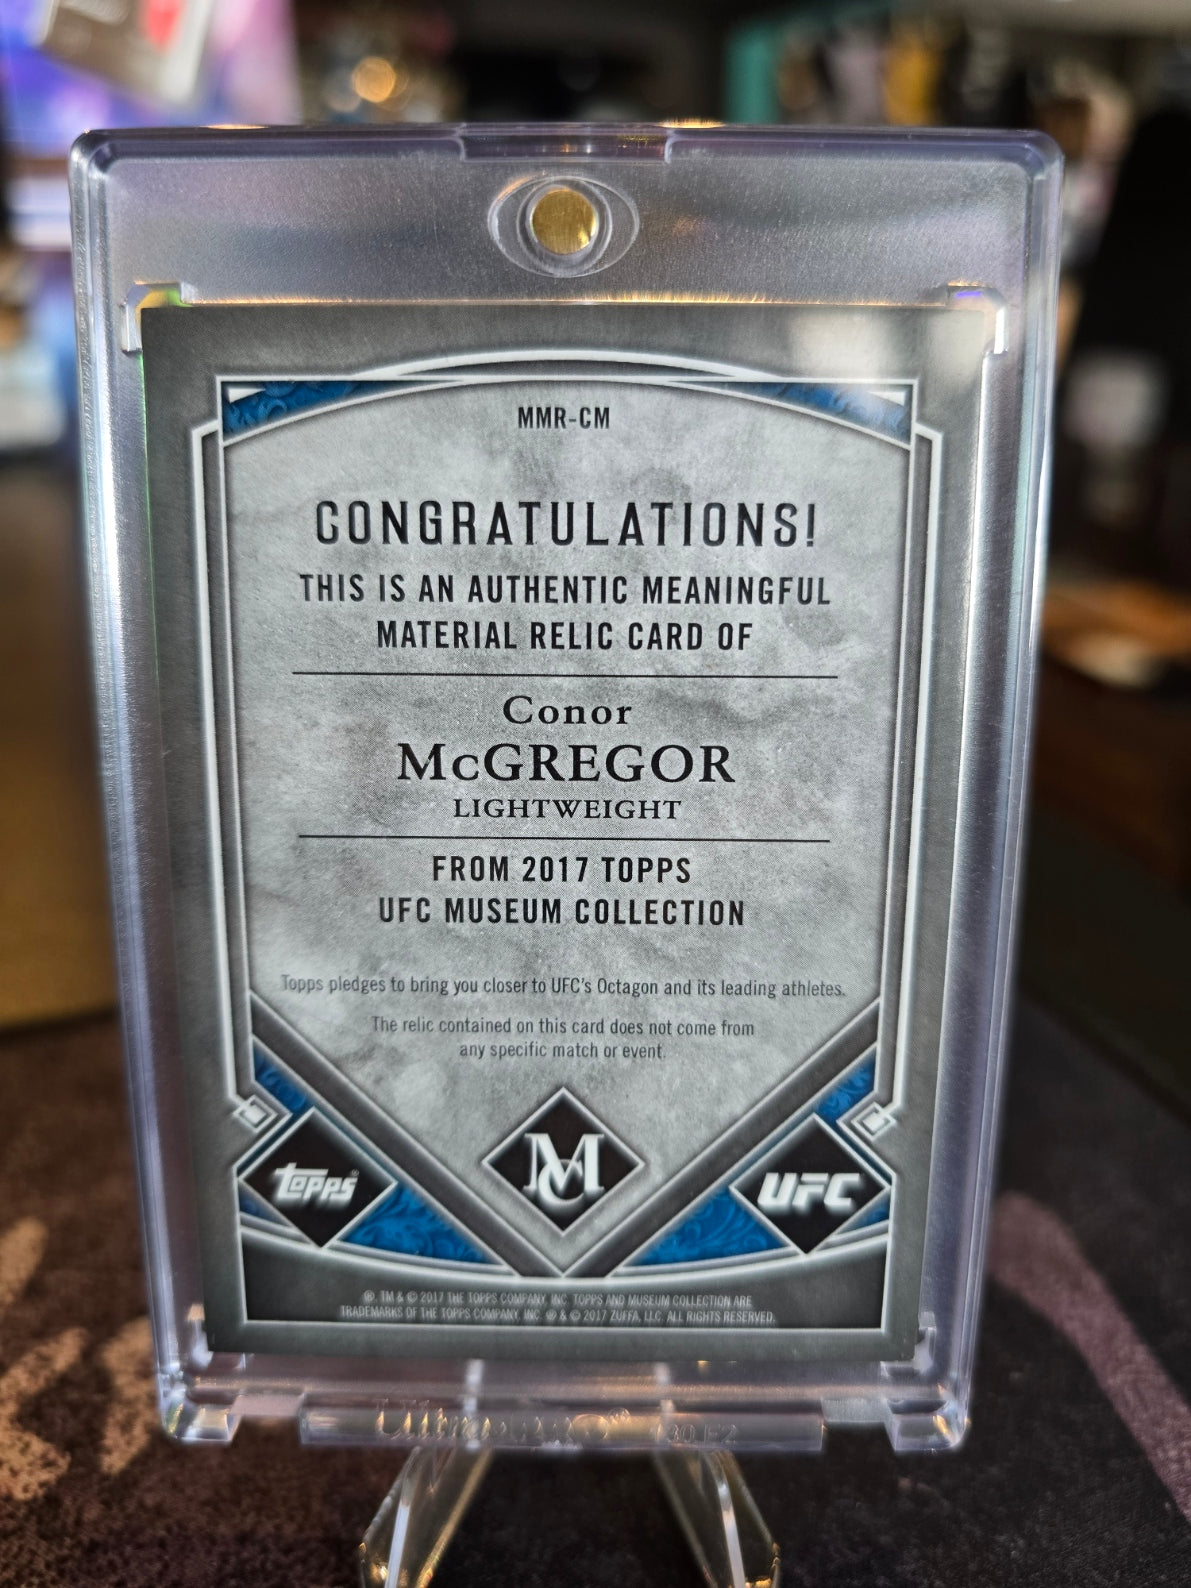 MMR-CM
CONGRATULATIONS!
THIS IS AN AUTHENTIC MEANINGFUL
MATERIAL RELIC CARD OF
Conor
McGREGOR
LIGHTWEIGHT
FROM 2017 TOPPS
UFC MUSEUM COLLECTION
Topps pledges to bring you closer to UFC's Octagon and its leading athletes.
The relic contained on this card does not come from
any specific match or event.
MC
Topps®
UFC
®, TM & © 2017 THE TOPPS COMPANY, INC. TOPPS AND MUSEUM COLLECTION ARE
TRADEMARKS OF THE TOPPS COMPANY, INC. ® & © 2017 ZUFFA, LLC. ALL RIGHTS RESERVED.